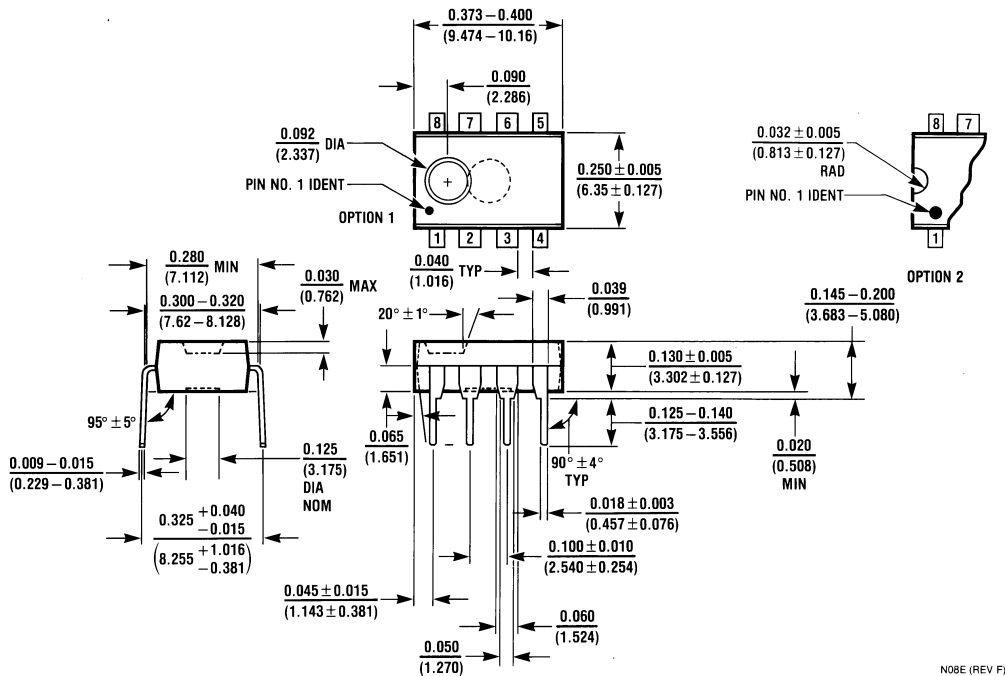 0.373 – 0.400
(9.474 – 10.16)
0.090
(2.286)
8 7 6 5
0.092 DIA
(2.337)
PIN NO. 1 IDENT
OPTION 1
1 2 3 4
0.250 ± 0.005
(6.35 ± 0.127)
8 7
0.032 ± 0.005
(0.813 ± 0.127)
RAD
PIN NO. 1 IDENT
1
OPTION 2
0.280 MIN
(7.112)
0.300 – 0.320
(7.62 – 8.128)
0.030 MAX
(0.762)
0.040 TYP
(1.016)
20° ± 1°
0.039
(0.991)
0.145 – 0.200
(3.683 – 5.080)
0.130 ± 0.005
(3.302 ± 0.127)
0.125 – 0.140
(3.175 – 3.556)
0.020
(0.508)
MIN
95° ± 5°
0.009 – 0.015
(0.229 – 0.381)
0.125
(3.175)
DIA
NOM
0.065
(1.651)
90° ± 4°
TYP
0.018 ± 0.003
(0.457 ± 0.076)
0.325 +0.040
–0.015
(8.255 +1.016
–0.381)
0.100 ± 0.010
(2.540 ± 0.254)
0.045 ± 0.015
(1.143 ± 0.381)
0.060
(1.524)
0.050
(1.270)
N08E (REV F)